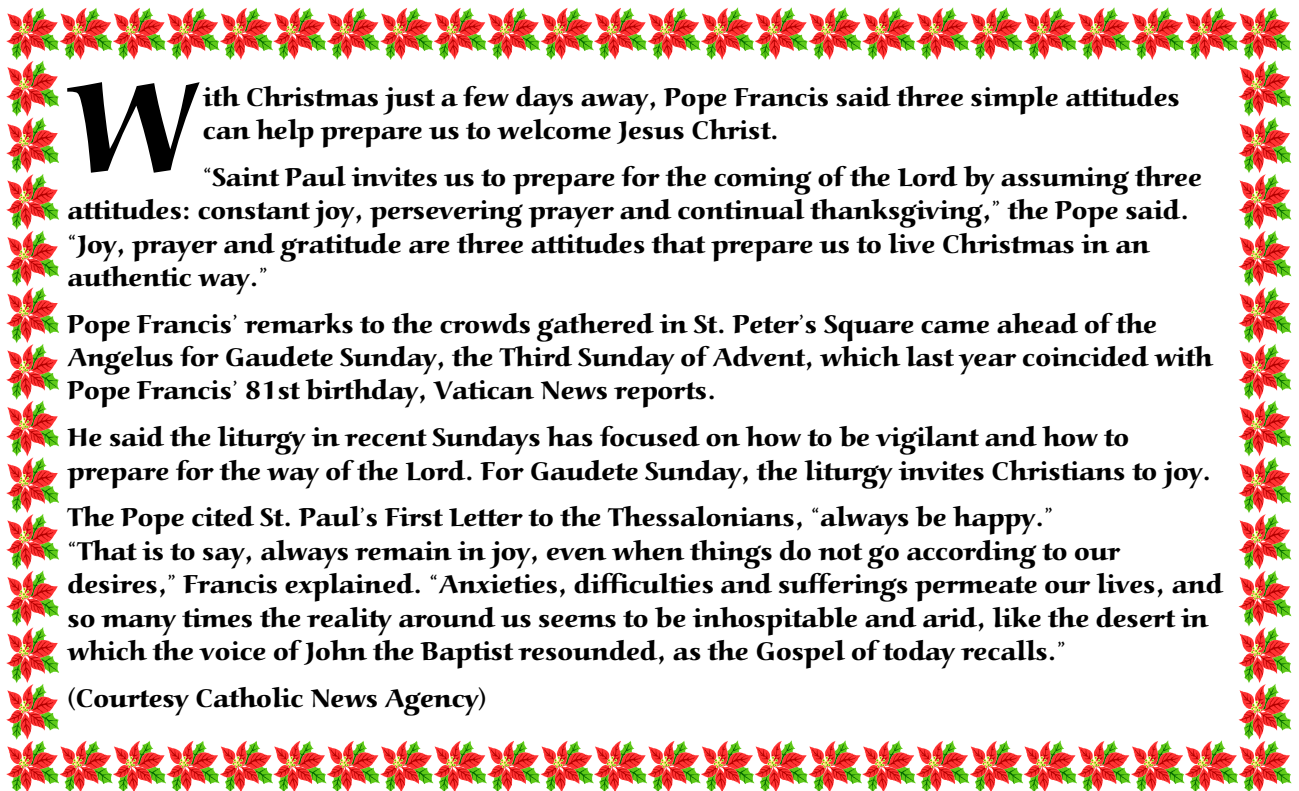 With Christmas just a few days away, Pope Francis said three simple attitudes
can help prepare us to welcome Jesus Christ.
“Saint Paul invites us to prepare for the coming of the Lord by assuming three
attitudes: constant joy, persevering prayer and continual thanksgiving,” the Pope said.
“Joy, prayer and gratitude are three attitudes that prepare us to live Christmas in an
authentic way.”
Pope Francis’ remarks to the crowds gathered in St. Peter’s Square came ahead of the
Angelus for Gaudete Sunday, the Third Sunday of Advent, which last year coincided with
Pope Francis’ 81st birthday, Vatican News reports.
He said the liturgy in recent Sundays has focused on how to be vigilant and how to
prepare for the way of the Lord. For Gaudete Sunday, the liturgy invites Christians to joy.
The Pope cited St. Paul’s First Letter to the Thessalonians, “always be happy.”
“That is to say, always remain in joy, even when things do not go according to our
desires,” Francis explained. “Anxieties, difficulties and sufferings permeate our lives, and
so many times the reality around us seems to be inhospitable and arid, like the desert in
which the voice of John the Baptist resounded, as the Gospel of today recalls.”
(Courtesy Catholic News Agency)